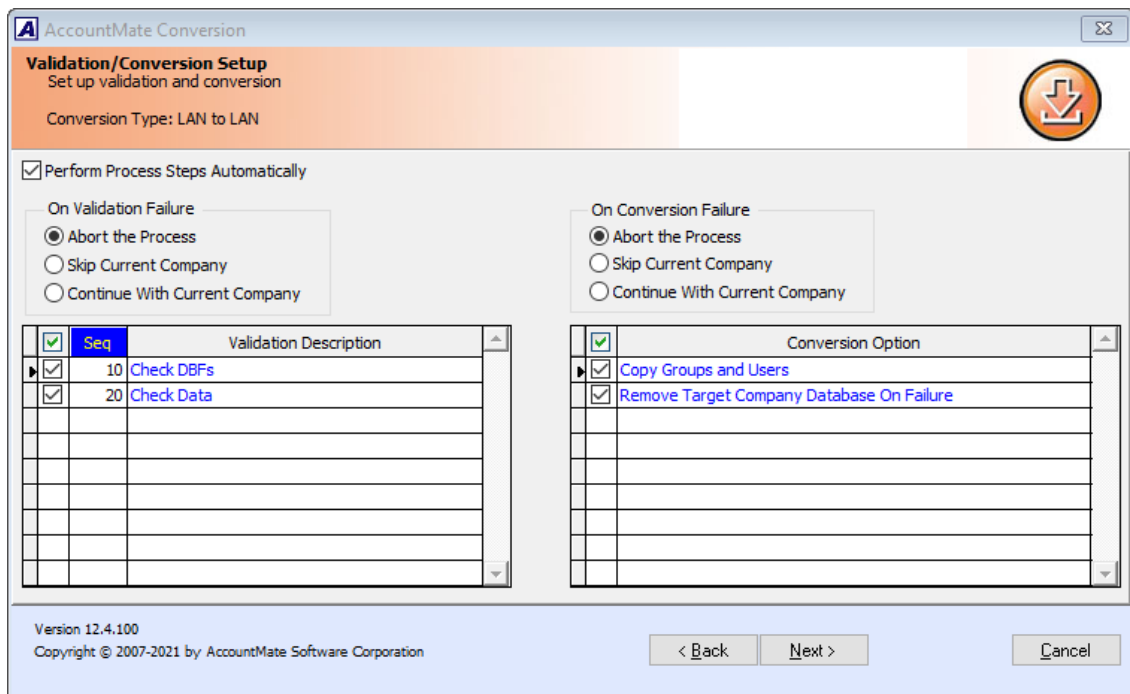 AccountMate Conversion
Validation/Conversion Setup
Set up validation and conversion
Conversion Type: LAN to LAN
Perform Process Steps Automatically
On Validation Failure
Abort the Process
Skip Current Company
Continue With Current Company
On Conversion Failure
Abort the Process
Skip Current Company
Continue With Current Company
Seq Validation Description
10 Check DBFs
20 Check Data
Conversion Option
Copy Groups and Users
Remove Target Company Database On Failure
Version 12.4.100
Copyright © 2007-2021 by AccountMate Software Corporation
< Back Next > Cancel